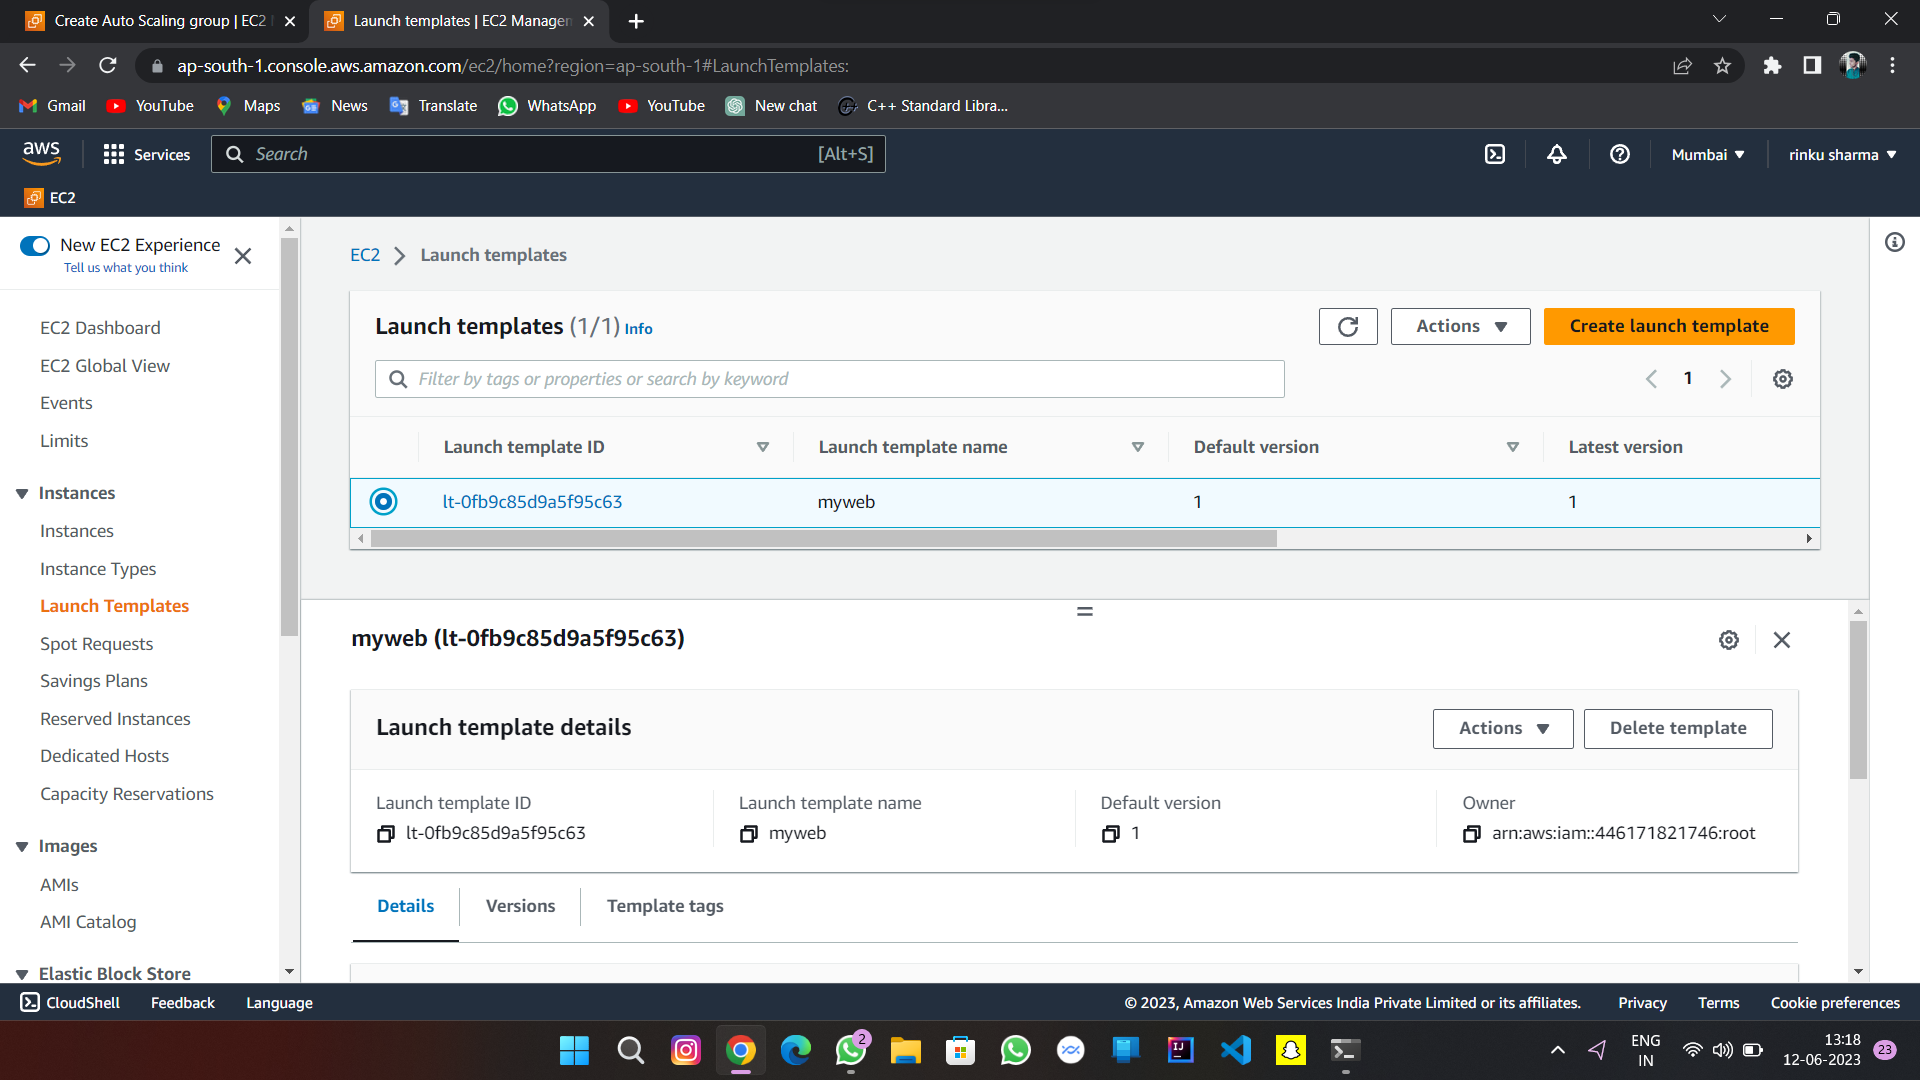 Create Auto Scaling group | EC2
Launch templates | EC2 Managem
ap-south-1.console.aws.amazon.com/ec2/home?region=ap-south-1#LaunchTemplates:
Gmail YouTube Maps News Translate WhatsApp YouTube New chat C++ Standard Libra...
aws Services Search [Alt+S] Mumbai rinku sharma
EC2
New EC2 Experience
Tell us what you think
EC2 Dashboard
EC2 Global View
Events
Limits
Instances
Instances
Instance Types
Launch Templates
Spot Requests
Savings Plans
Reserved Instances
Dedicated Hosts
Capacity Reservations
Images
AMIs
AMI Catalog
Elastic Block Store
EC2 Launch templates
Launch templates (1/1) Info Actions Create launch template
Filter by tags or properties or search by keyword 1
Launch template ID Launch template name Default version Latest version
lt-0fb9c85d9a5f95c63 myweb 1 1
myweb (lt-0fb9c85d9a5f95c63)
Launch template details Actions Delete template
Launch template ID Launch template name Default version Owner
lt-0fb9c85d9a5f95c63 myweb 1 arn:aws:iam::446171821746:root
Details Versions Template tags
CloudShell Feedback Language © 2023, Amazon Web Services India Private Limited or its affiliates. Privacy Terms Cookie preferences
2
ENG
IN
13:18
12-06-2023
23